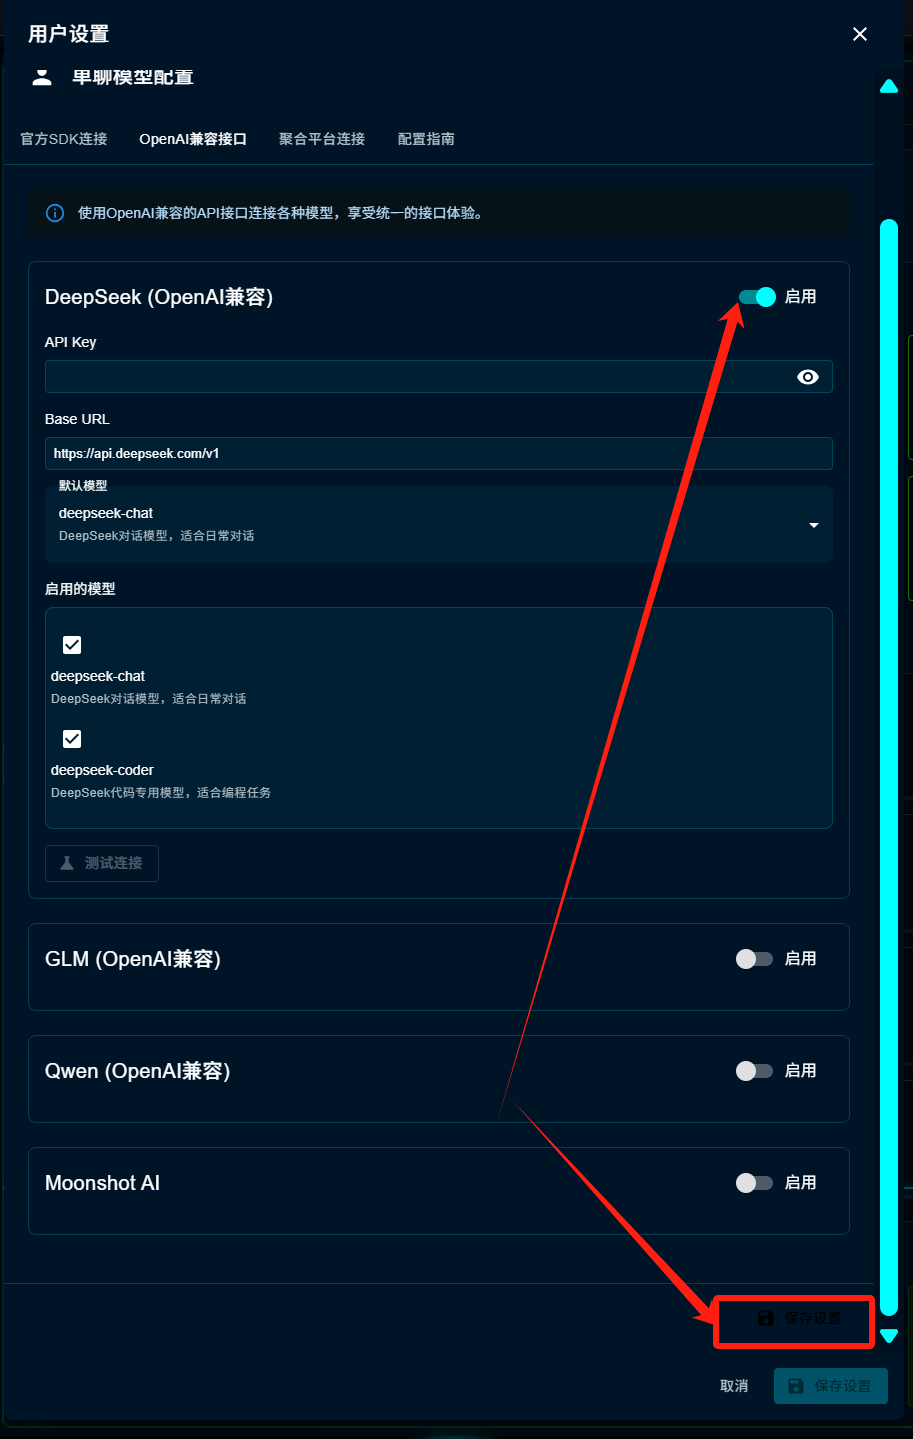 用户设置
单聊模型配置
官方SDK连接
OpenAI兼容接口
聚合平台连接
配置指南
使用OpenAI兼容的API接口连接各种模型，享受统一的接口体验。
DeepSeek (OpenAI兼容)
启用
API Key
Base URL
https://api.deepseek.com/v1
默认模型
deepseek-chat
DeepSeek对话模型，适合日常对话
启用的模型
deepseek-chat
DeepSeek对话模型，适合日常对话
deepseek-coder
DeepSeek代码专用模型，适合编程任务
测试连接
GLM (OpenAI兼容)
启用
Qwen (OpenAI兼容)
启用
Moonshot AI
启用
保存设置
取消
保存设置